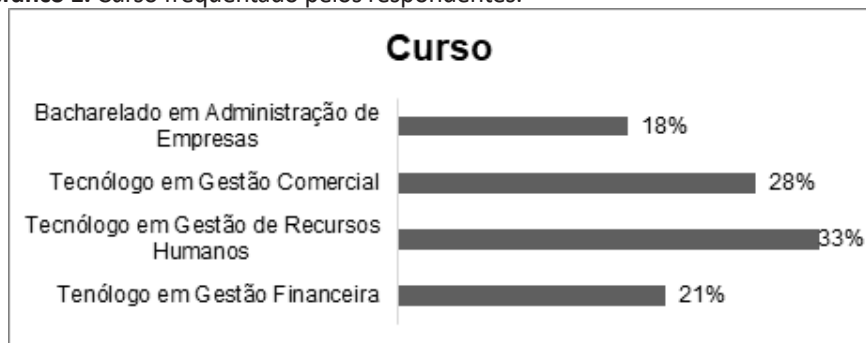 Curso frequentado pelos respondentes.
Curso
Bacharelado em Administração de
Empresas
18%
Tecnólogo em Gestão Comercial
28%
Tecnólogo em Gestão de Recursos
Humanos
33%
Tenólogo em Gestão Financeira
21%